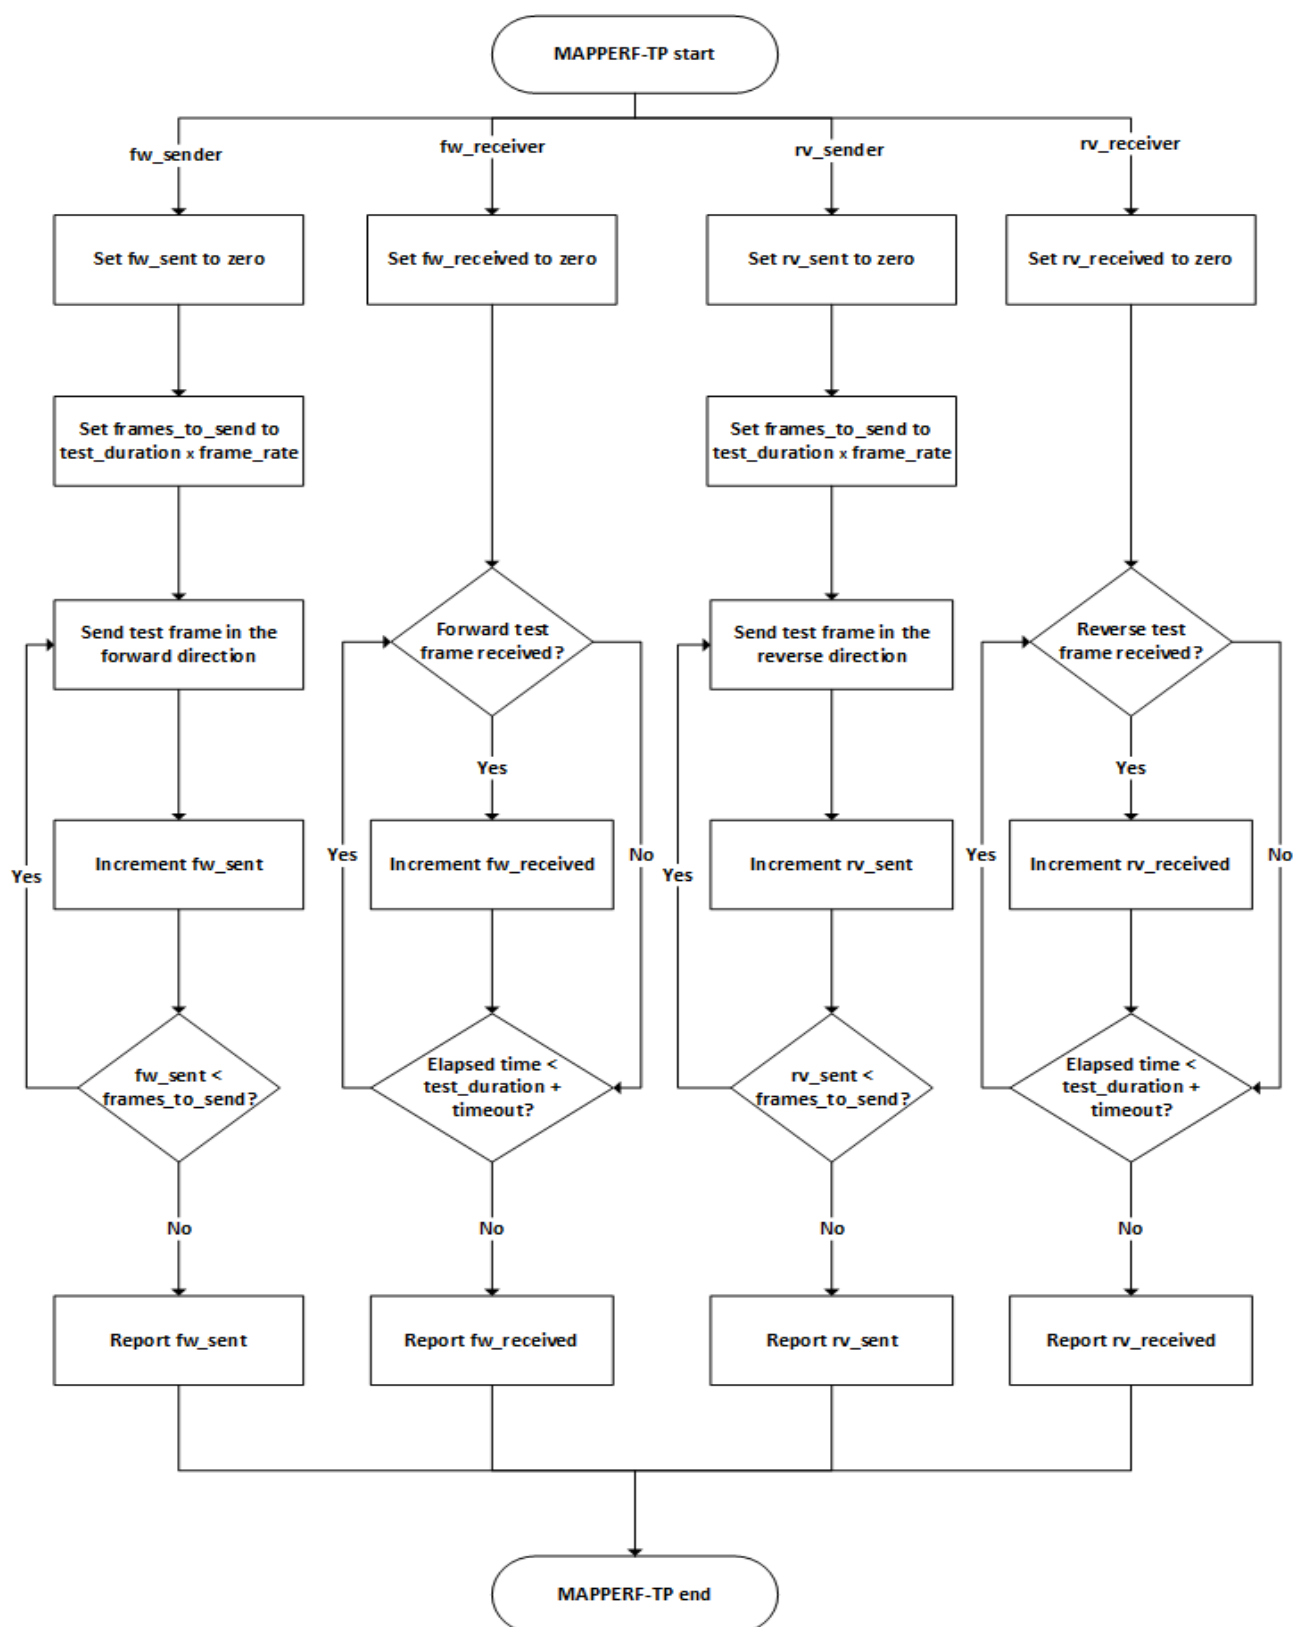 MAPPERF-TP start
fw_sender
fw_receiver
rv_sender
rv_receiver
Set fw_sent to zero
Set fw_received to zero
Set rv_sent to zero
Set rv_received to zero
Set frames_to_send to
test_duration x frame_rate
Set frames_to_send to
test_duration x frame_rate
Send test frame in the
forward direction
Forward test
frame received?
Send test frame in the
reverse direction
Reverse test
frame received?
Yes
Yes
Yes
Increment fw_sent
Yes
Increment fw_received
No
Yes
Increment rv_sent
Yes
Increment rv_received
No
fw_sent <
frames_to_send?
Elapsed time <
test_duration +
timeout?
rv_sent <
frames_to_send?
Elapsed time <
test_duration +
timeout?
No
No
No
No
Report fw_sent
Report fw_received
Report rv_sent
Report rv_received
MAPPERF-TP end